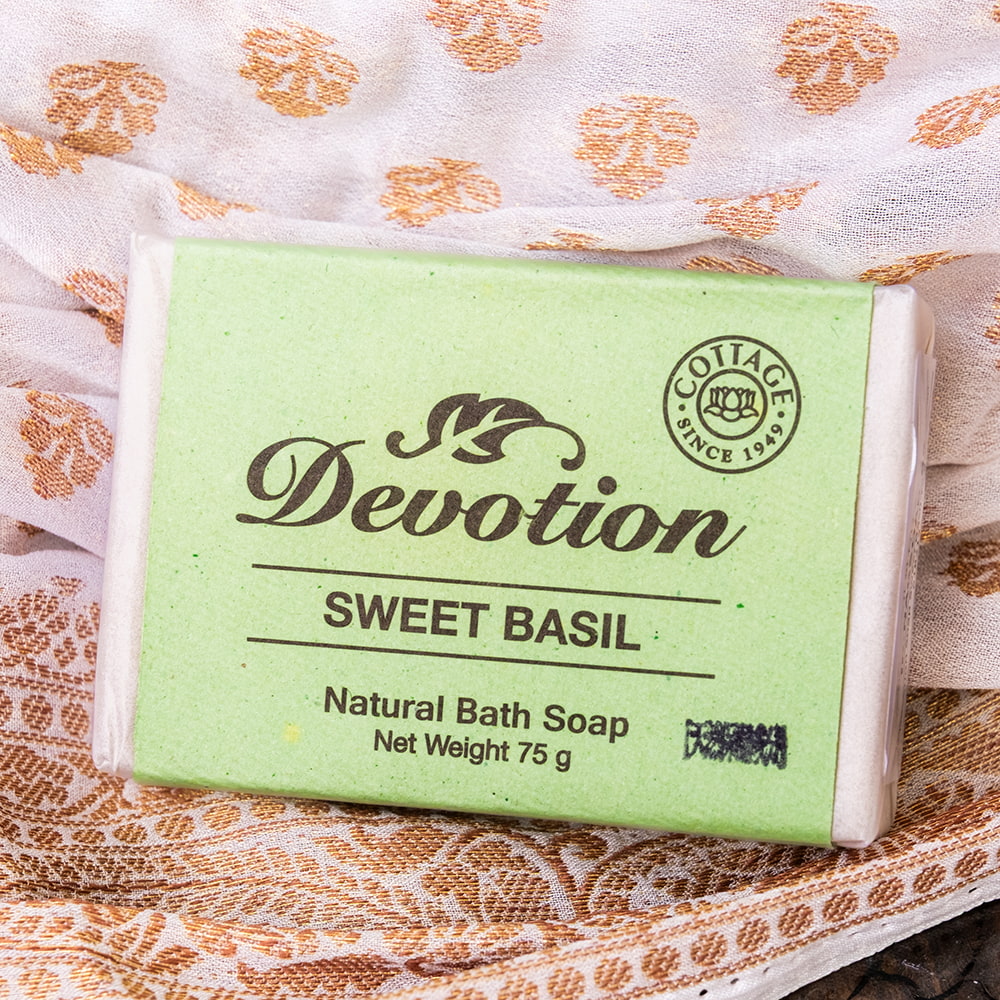 COTTAGE
SINCE 1949
Devotion
SWEET BASIL
Natural Bath Soap
Net Weight 75 g